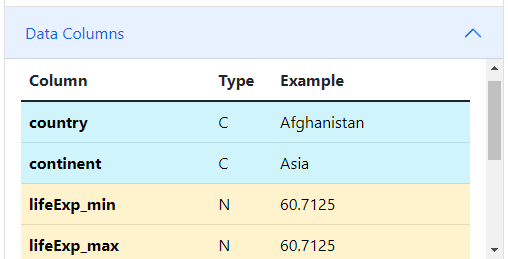 Data Columns
Column Type Example
country C Afghanistan
continent C Asia
lifeExp_min N 60.7125
lifeExp_max N 60.7125